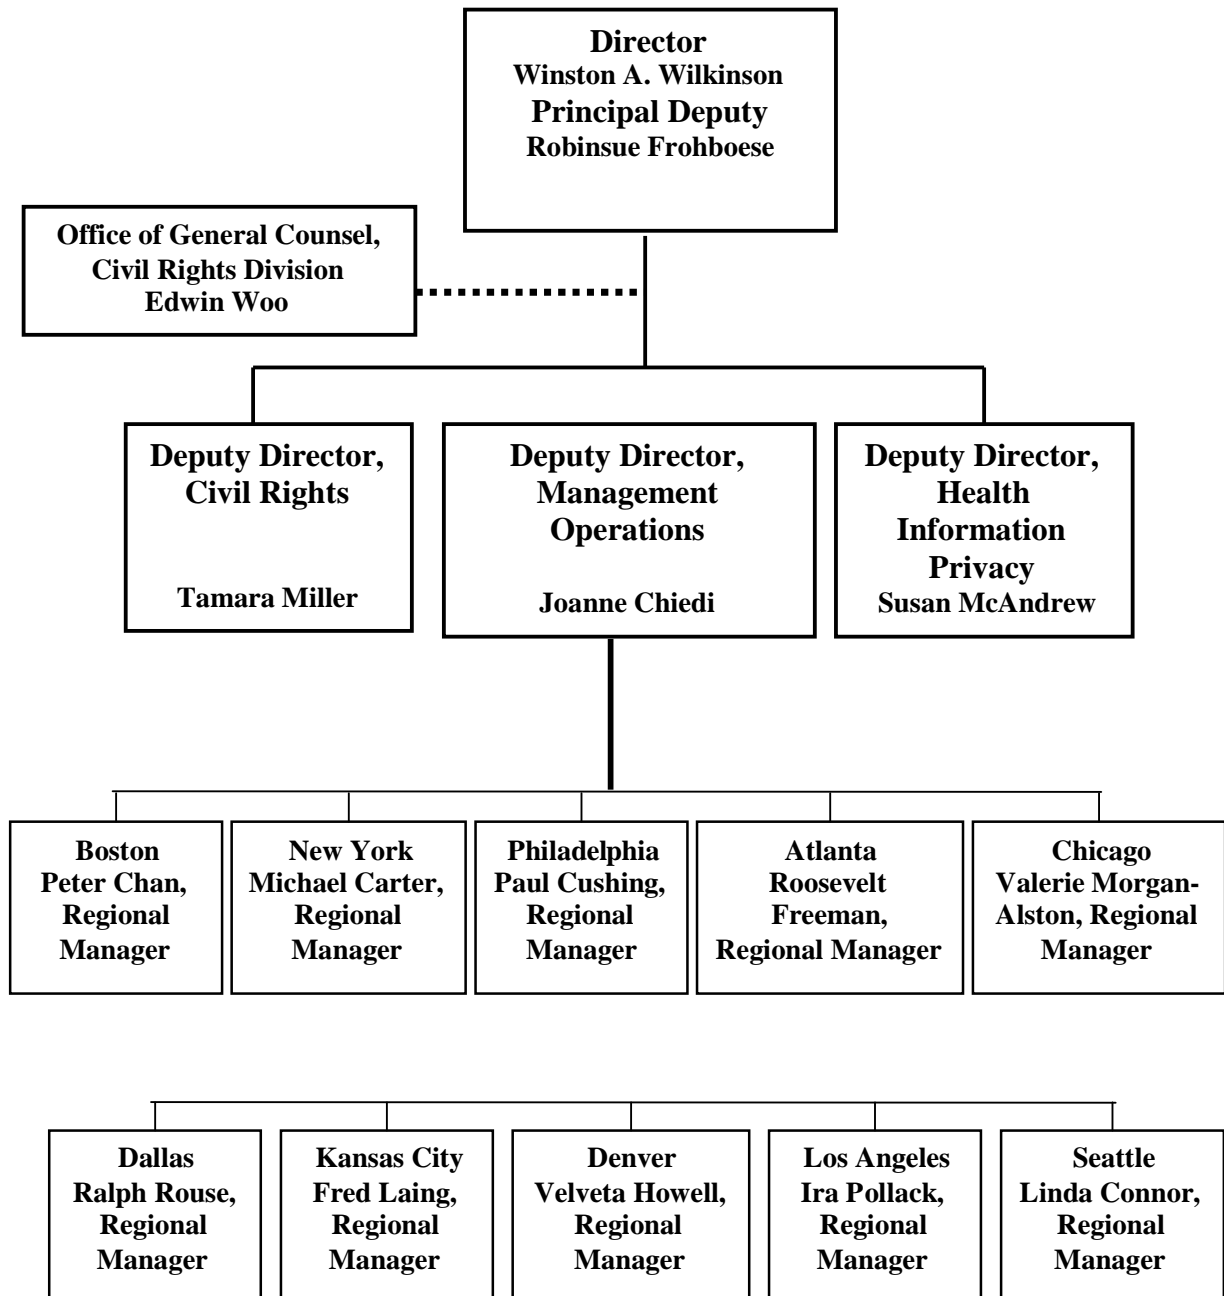 Director
Winston A. Wilkinson
Principal Deputy
Robinsue Frohboese
Office of General Counsel,
Civil Rights Division
Edwin Woo
Deputy Director,
Civil Rights
Tamara Miller
Deputy Director,
Management
Operations
Joanne Chiedi
Deputy Director,
Health
Information
Privacy
Susan McAndrew
Boston
Peter Chan,
Regional
Manager
New York
Michael Carter,
Regional
Manager
Philadelphia
Paul Cushing,
Regional
Manager
Atlanta
Roosevelt
Freeman,
Regional Manager
Chicago
Valerie Morgan-
Alston, Regional
Manager
Dallas
Ralph Rouse,
Regional
Manager
Kansas City
Fred Laing,
Regional
Manager
Denver
Velveta Howell,
Regional
Manager
Los Angeles
Ira Pollack,
Regional
Manager
Seattle
Linda Connor,
Regional
Manager